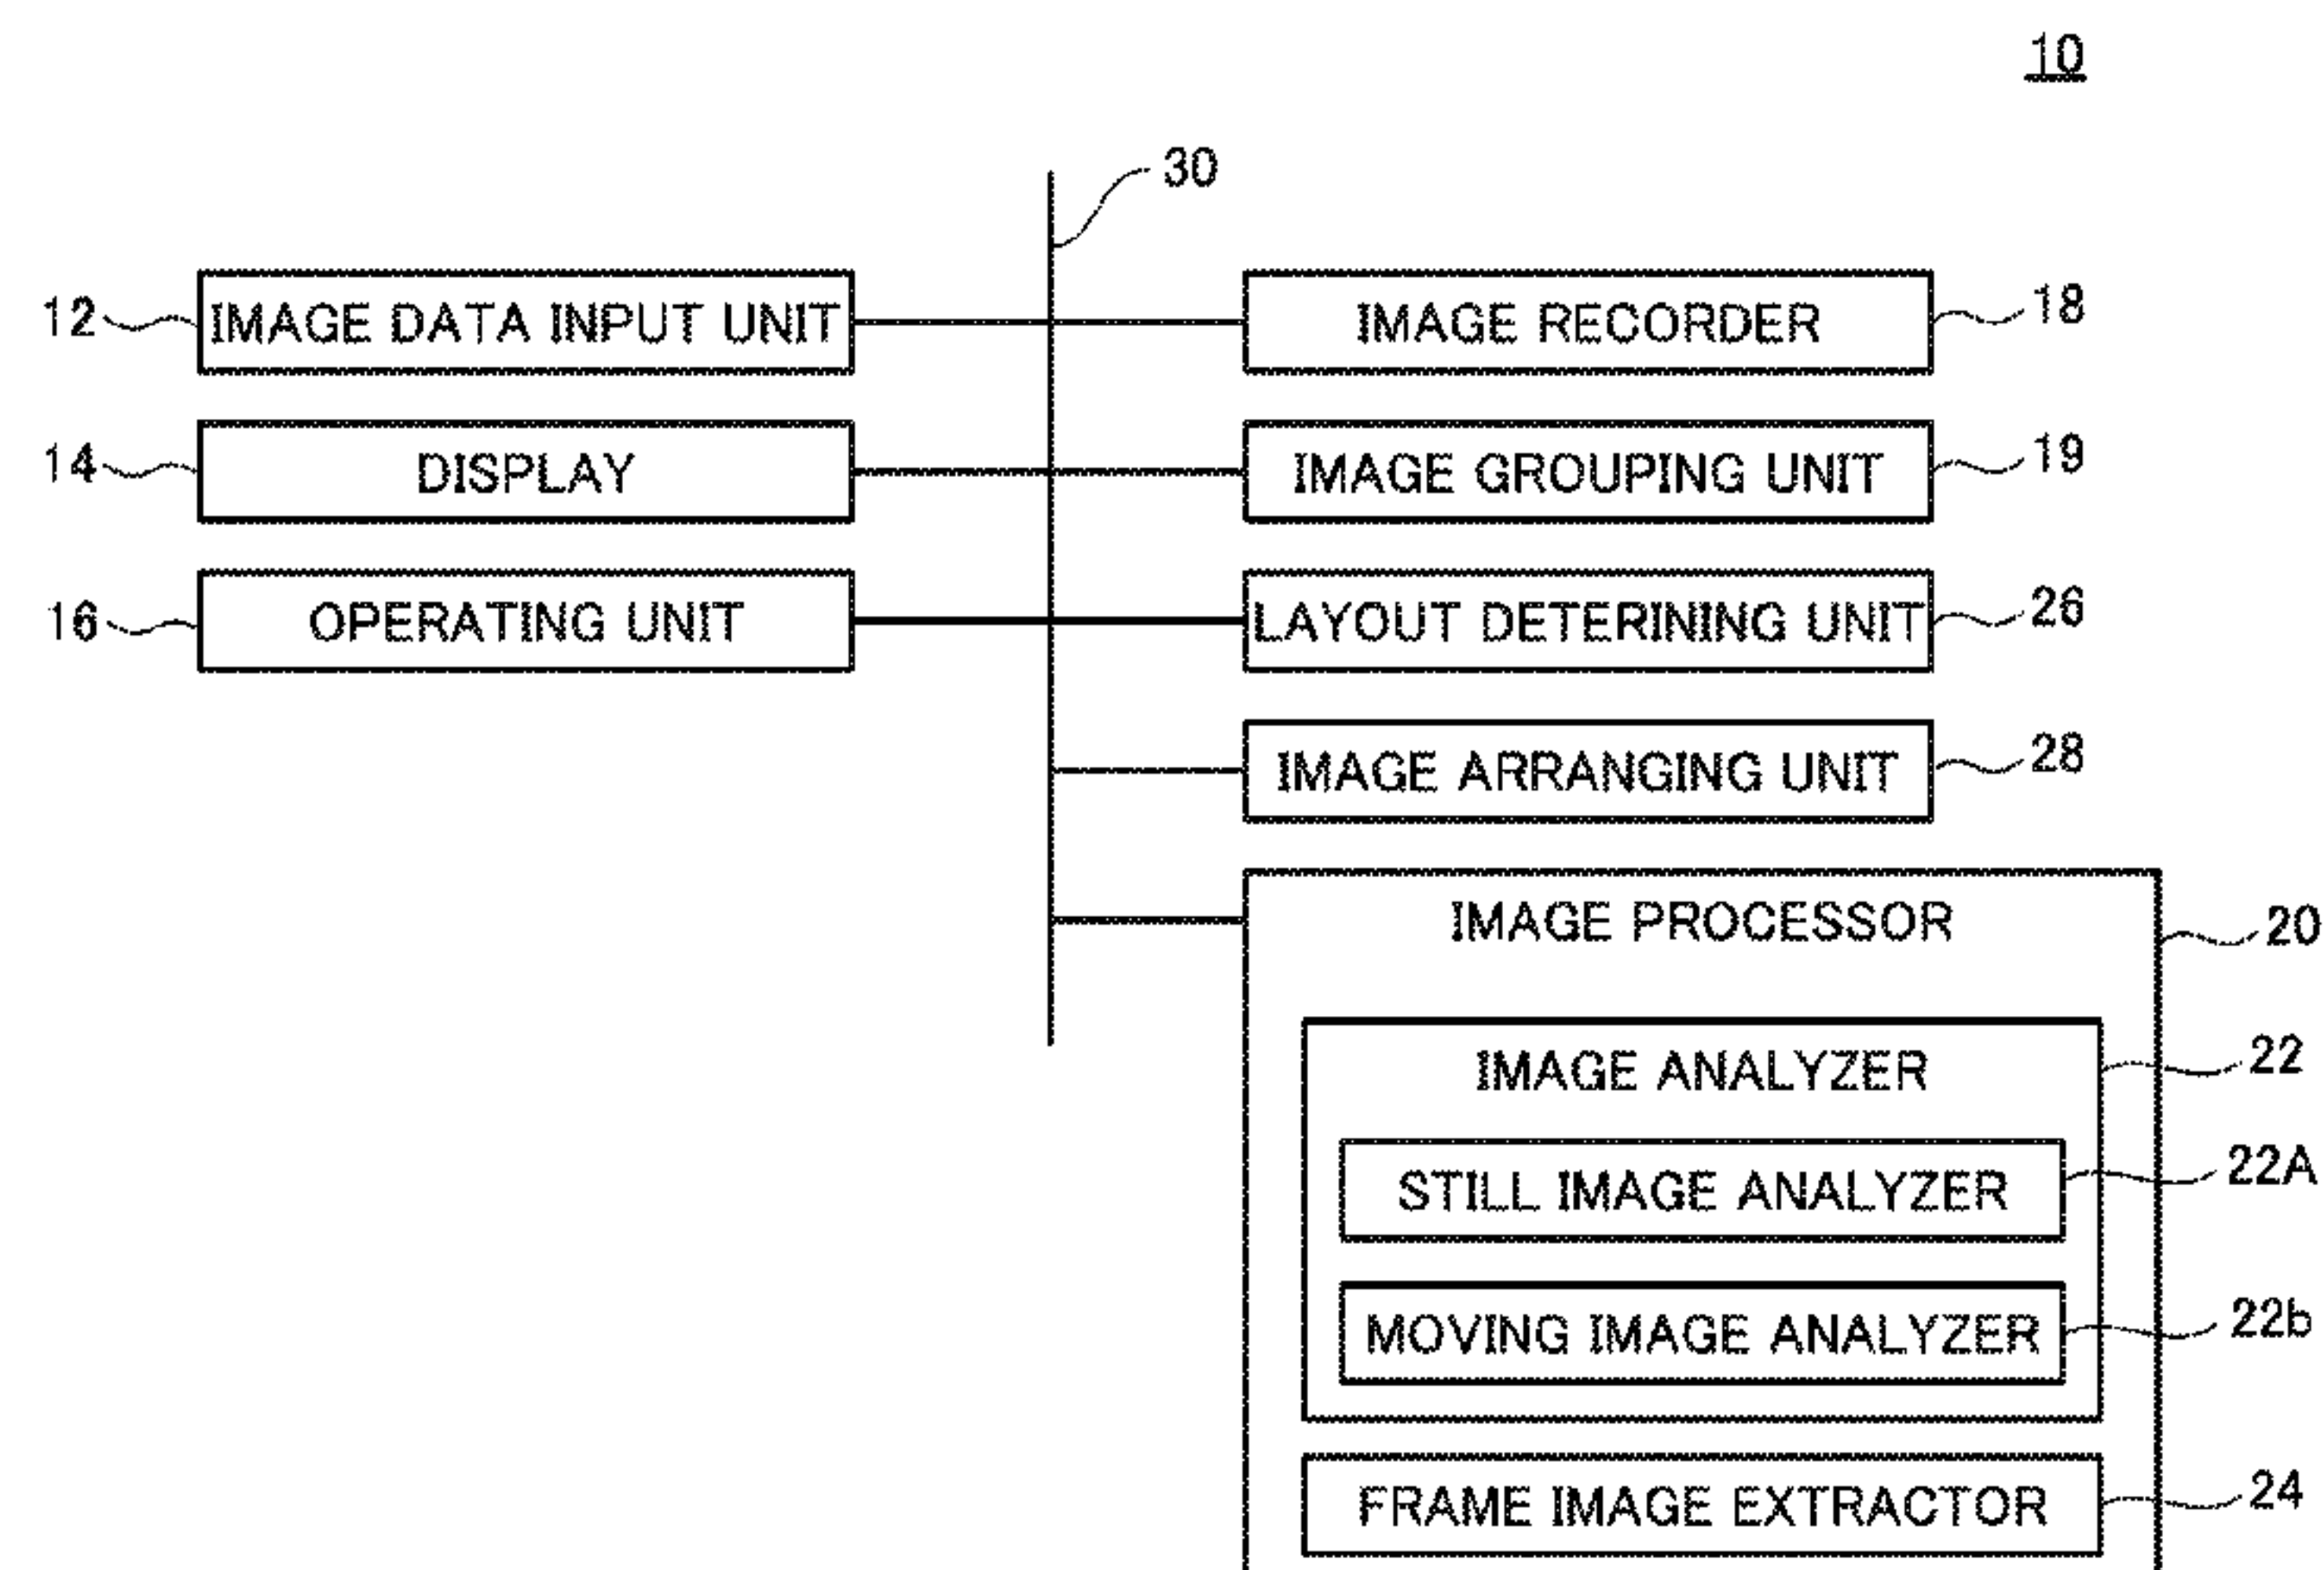 10
30
12 IMAGE DATA INPUT UNIT IMAGE RECORDER 18
14 DISPLAY IMAGE GROUPING UNIT 19
16 OPERATING UNIT LAYOUT DETERINING UNIT 26
IMAGE ARRANGING UNIT 28
IMAGE PROCESSOR 20
IMAGE ANALYZER 22
STILL IMAGE ANALYZER 22A
MOVING IMAGE ANALYZER 22b
FRAME IMAGE EXTRACTOR 24